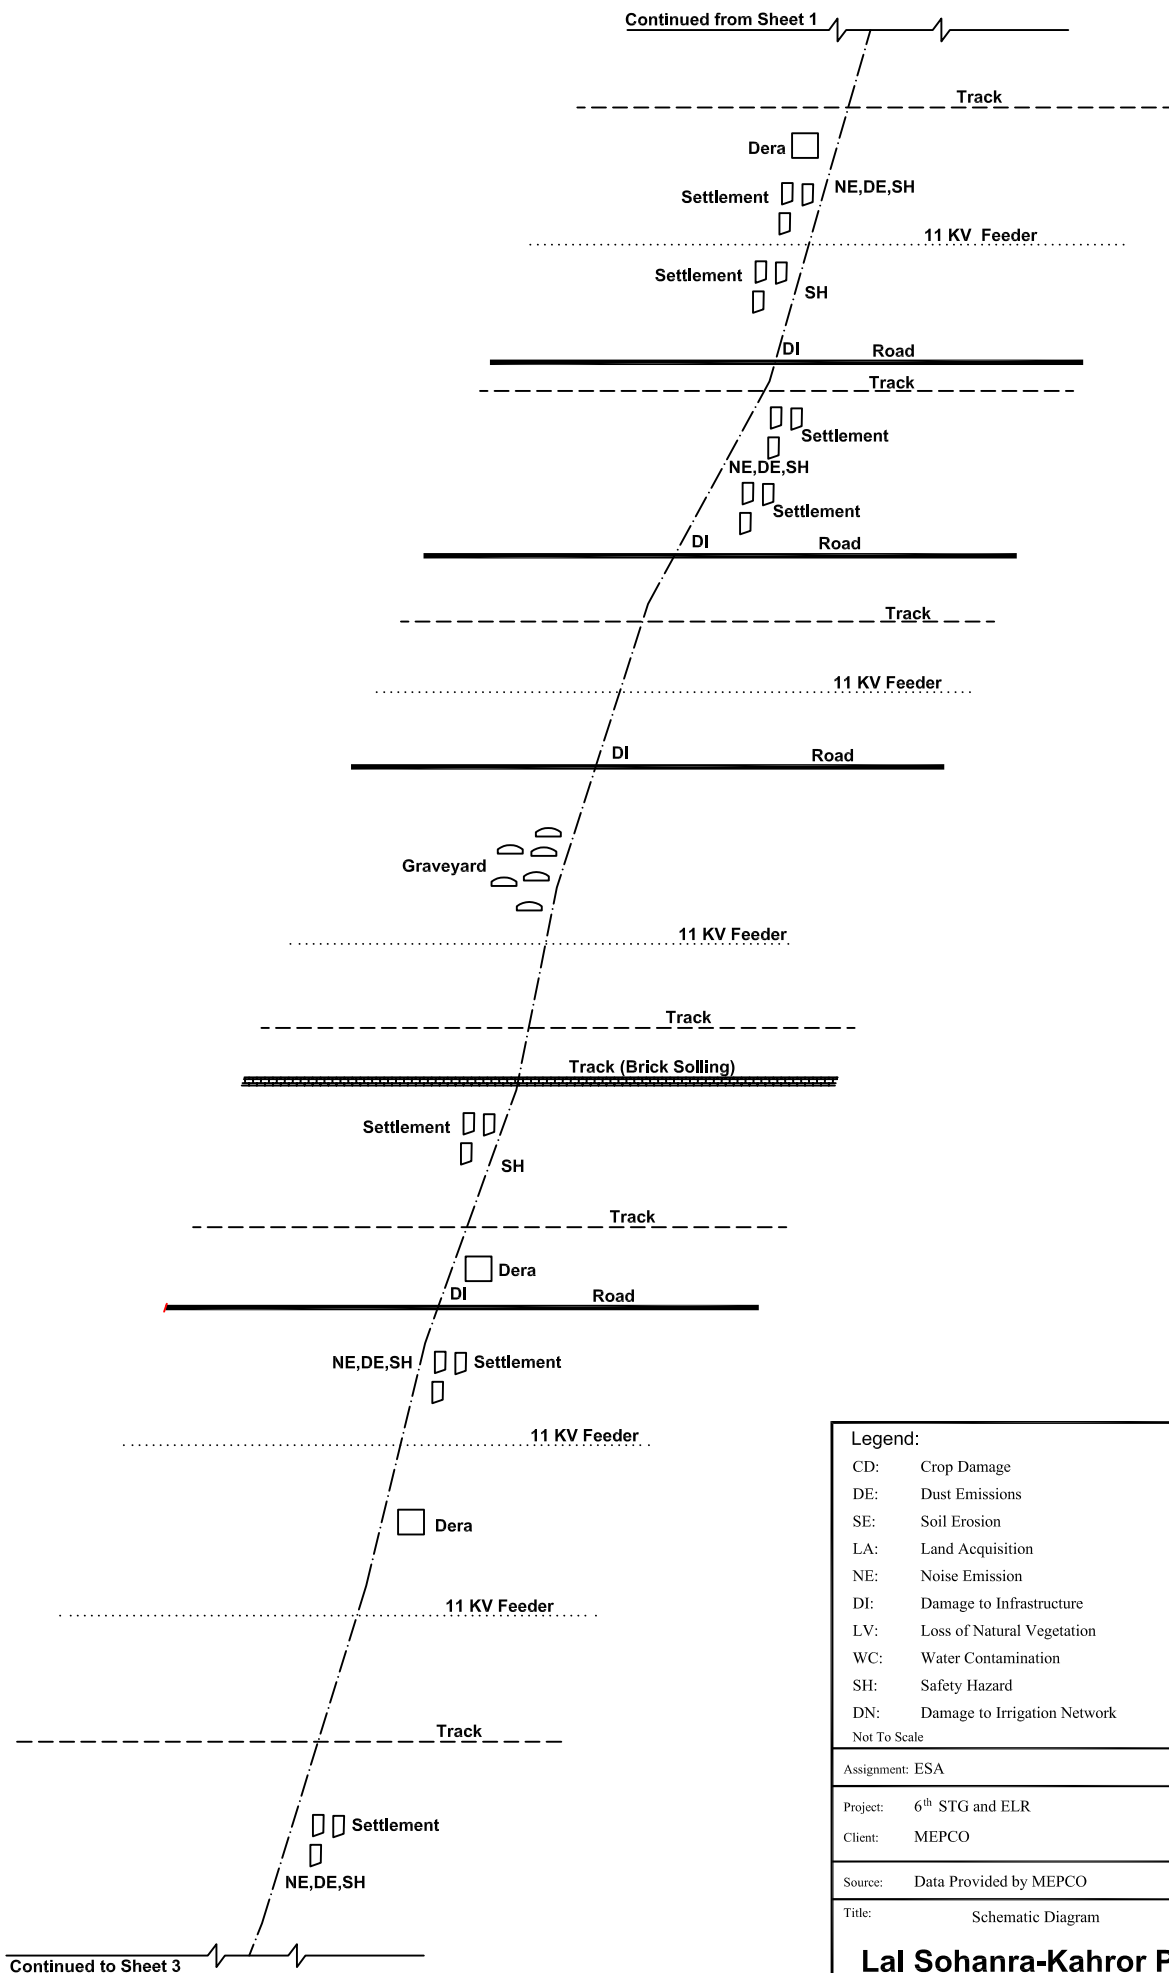 Continued from Sheet 1
Track
Dera
Settlement
NE,DE,SH
11 KV Feeder
Settlement
SH
DI
Road
Track
Settlement
NE,DE,SH
Settlement
DI
Road
Track
11 KV Feeder
DI
Road
Graveyard
11 KV Feeder
Track
Track (Brick Solling)
Settlement
SH
Track
Dera
DI
Road
NE,DE,SH
Settlement
11 KV Feeder
Dera
11 KV Feeder
Track
Settlement
NE,DE,SH
Continued to Sheet 3
Legend:
CD: Crop Damage
DE: Dust Emissions
SE: Soil Erosion
LA: Land Acquisition
NE: Noise Emission
DI: Damage to Infrastructure
LV: Loss of Natural Vegetation
WC: Water Contamination
SH: Safety Hazard
DN: Damage to Irrigation Network
Not To Scale
Assignment: ESA
Project: 6th STG and ELR
Client: MEPCO
Source: Data Provided by MEPCO
Title: Schematic Diagram
Lal Sohanra-Kahror P